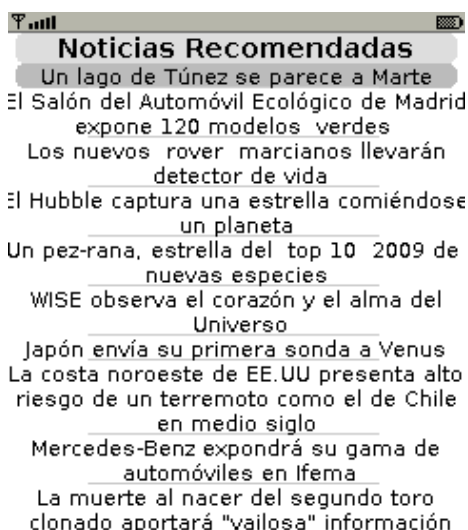 Noticias Recomendadas
Un lago de Túnez se parece a Marte
El Salón del Automóvil Ecológico de Madrid
expone 120 modelos verdes
Los nuevos rover marcianos llevarán
detector de vida
El Hubble captura una estrella comiéndose
un planeta
Un pez-rana, estrella del top 10 2009 de
nuevas especies
WISE observa el corazón y el alma del
Universo
Japón envía su primera sonda a Venus
La costa noroeste de EE.UU presenta alto
riesgo de un terremoto como el de Chile
en medio siglo
Mercedes-Benz expondrá su gama de
automóviles en Ifema
La muerte al nacer del segundo toro
clonado aportará "vailosa" información